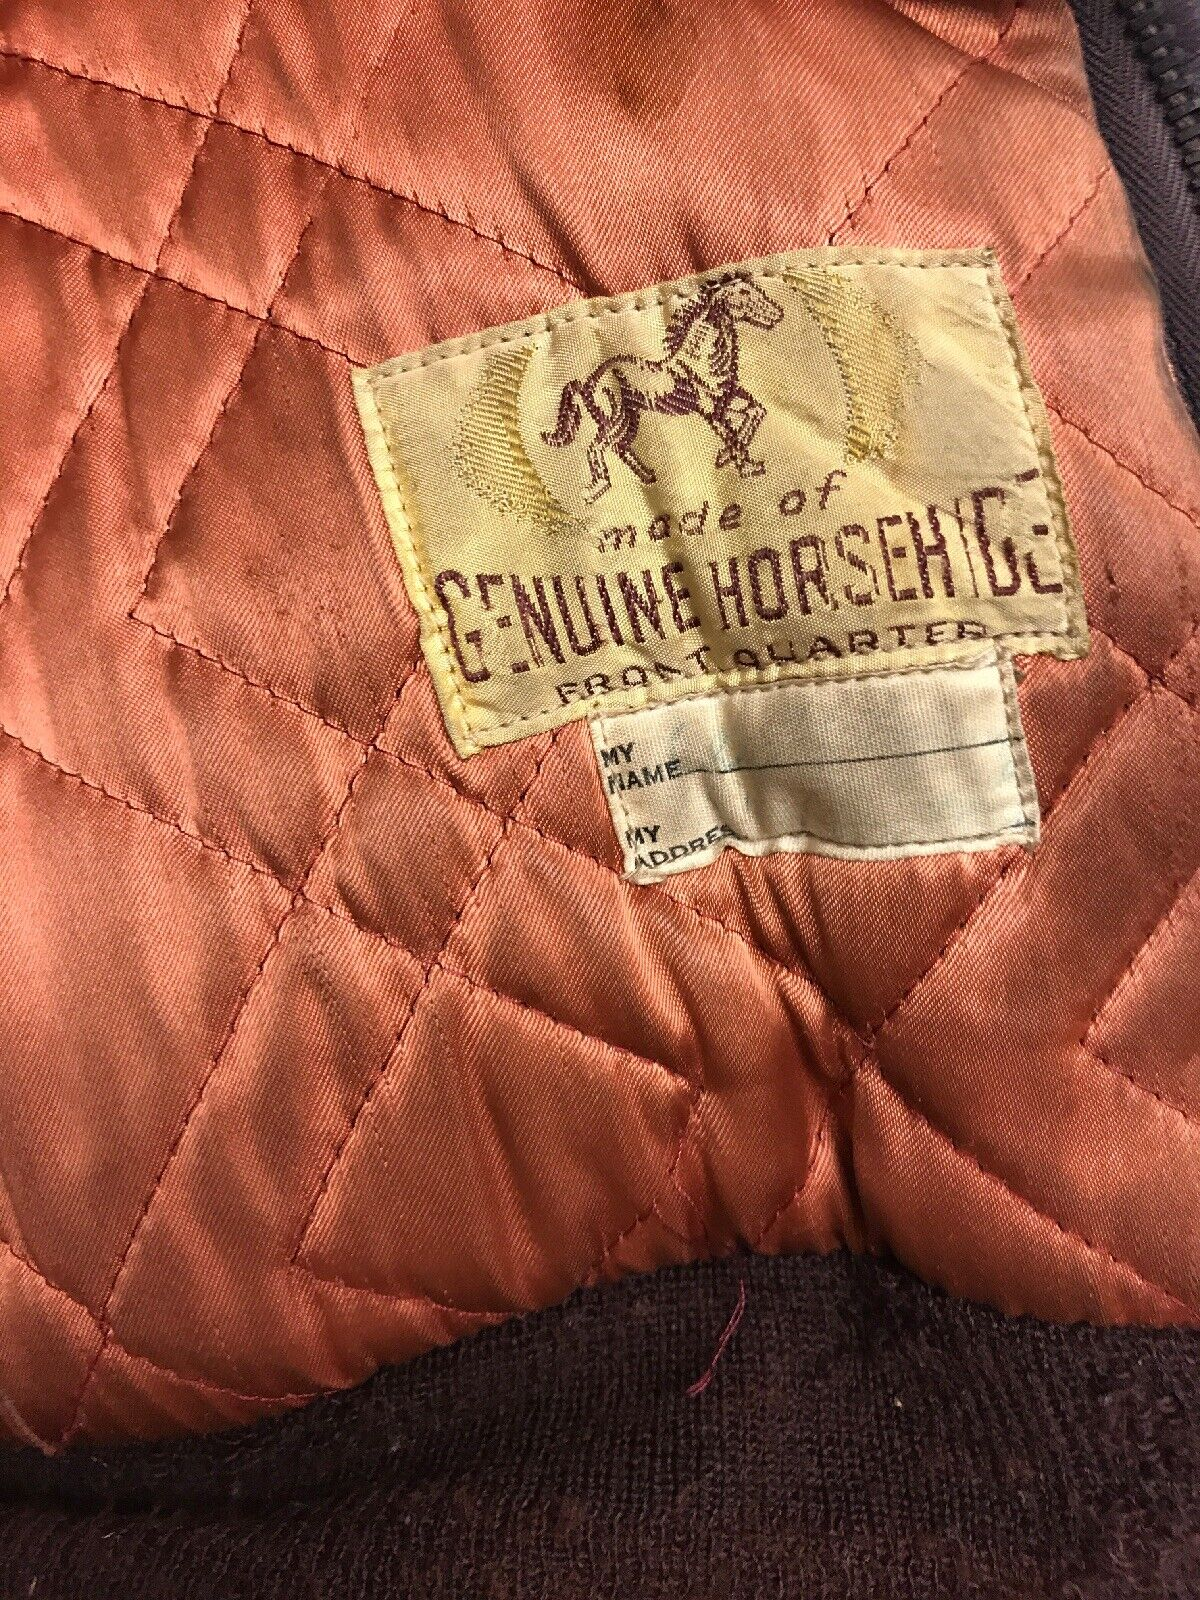 made of
GENUINE HORSEHIDE
FRONT QUARTER
MY
NAME
MY
ADDRESS